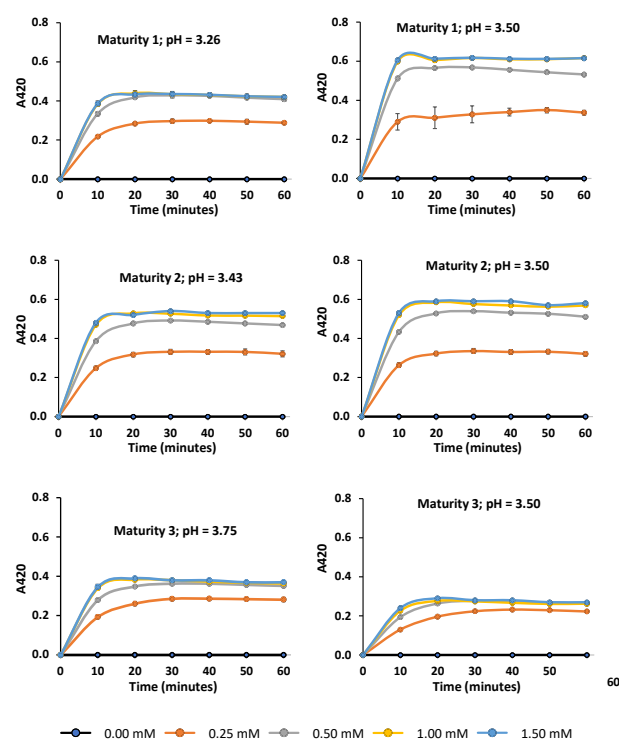 Maturity 1; pH = 3.26
A420
0.8
0.6
0.4
0.2
0.0
0 10 20 30 40 50 60
Time (minutes)
Maturity 1; pH = 3.50
A420
0.8
0.6
0.4
0.2
0.0
0 10 20 30 40 50 60
Time (minutes)
Maturity 2; pH = 3.43
A420
0.8
0.6
0.4
0.2
0.0
0 10 20 30 40 50 60
Time (minutes)
Maturity 2; pH = 3.50
A420
0.8
0.6
0.4
0.2
0.0
0 10 20 30 40 50 60
Time (minutes)
Maturity 3; pH = 3.75
A420
0.8
0.6
0.4
0.2
0.0
0 10 20 30 40 50 60
Time (minutes)
Maturity 3; pH = 3.50
A420
0.8
0.6
0.4
0.2
0.0
0 10 20 30 40 50
60
Time (minutes)
0.00 mM 0.25 mM 0.50 mM 1.00 mM 1.50 mM